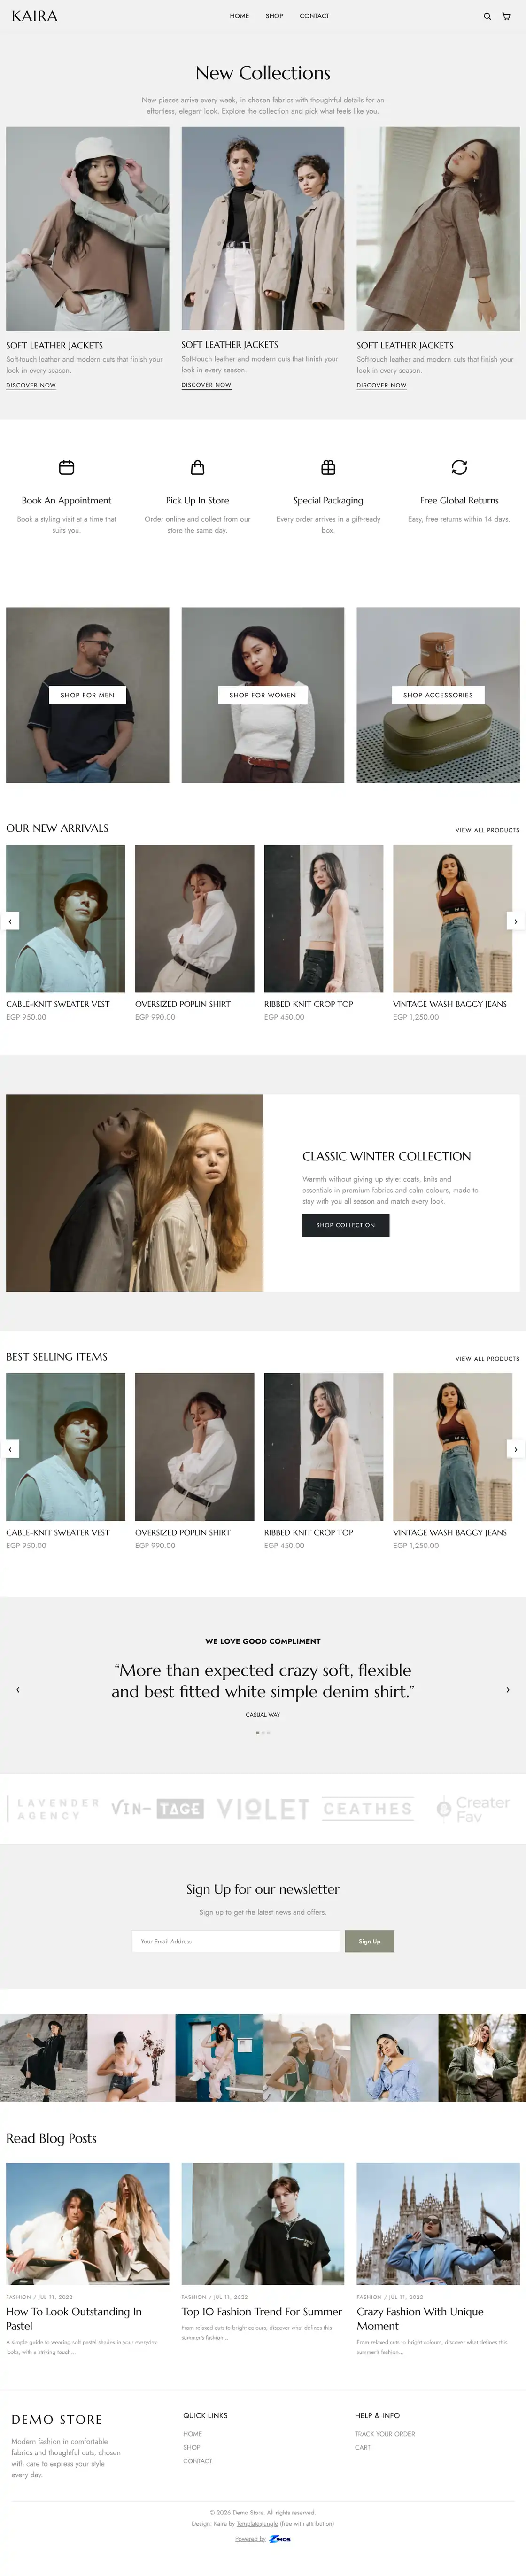 KAIRA
HOME SHOP CONTACT
New Collections
New pieces arrive every week, in chosen fabrics with thoughtful details for an
effortless, elegant look. Explore the collection and pick what feels like you.
SOFT LEATHER JACKETS
Soft-touch leather and modern cuts that finish your
look in every season.
DISCOVER NOW
SOFT LEATHER JACKETS
Soft-touch leather and modern cuts that finish your
look in every season.
DISCOVER NOW
SOFT LEATHER JACKETS
Soft-touch leather and modern cuts that finish your
look in every season.
DISCOVER NOW
Book An Appointment
Book a styling visit at a time that
suits you.
Pick Up In Store
Order online and collect from our
store the same day.
Special Packaging
Every order arrives in a gift-ready
box.
Free Global Returns
Easy, free returns within 14 days.
SHOP FOR MEN
SHOP FOR WOMEN
SHOP ACCESSORIES
OUR NEW ARRIVALS
VIEW ALL PRODUCTS
CABLE-KNIT SWEATER VEST
EGP 950.00
OVERSIZED POPLIN SHIRT
EGP 990.00
RIBBED KNIT CROP TOP
EGP 450.00
VINTAGE WASH BAGGY JEANS
EGP 1,250.00
CLASSIC WINTER COLLECTION
Warmth without giving up style: coats, knits and
essentials in premium fabrics and calm colours, made to
stay with you all season and match every look.
SHOP COLLECTION
BEST SELLING ITEMS
VIEW ALL PRODUCTS
CABLE-KNIT SWEATER VEST
EGP 950.00
OVERSIZED POPLIN SHIRT
EGP 990.00
RIBBED KNIT CROP TOP
EGP 450.00
VINTAGE WASH BAGGY JEANS
EGP 1,250.00
WE LOVE GOOD COMPLIMENT
“More than expected crazy soft, flexible
and best fitted white simple denim shirt.”
CASUAL WAY
LAVENDER
AGENCY
VIN-TAGE
VIOLET
CEATHES
Creater
Fav
Sign Up for our newsletter
Sign up to get the latest news and offers.
Your Email Address
Sign Up
Read Blog Posts
FASHION / JUL 11, 2022
How To Look Outstanding In
Pastel
A simple guide to wearing soft pastel shades in your everyday
looks, with a striking touch...
FASHION / JUL 11, 2022
Top 10 Fashion Trend For Summer
From relaxed cuts to bright colours, discover what defines this
summer's fashion...
FASHION / JUL 11, 2022
Crazy Fashion With Unique
Moment
From relaxed cuts to bright colours, discover what defines this
summer's fashion...
DEMO STORE
Modern fashion in comfortable
fabrics and thoughtful cuts, chosen
with care to express your style
every day.
QUICK LINKS
HOME
SHOP
CONTACT
HELP & INFO
TRACK YOUR ORDER
CART
© 2026 Demo Store. All rights reserved.
Design: Kaira by TemplatesJungle (free with attribution)
Powered by ZMOS